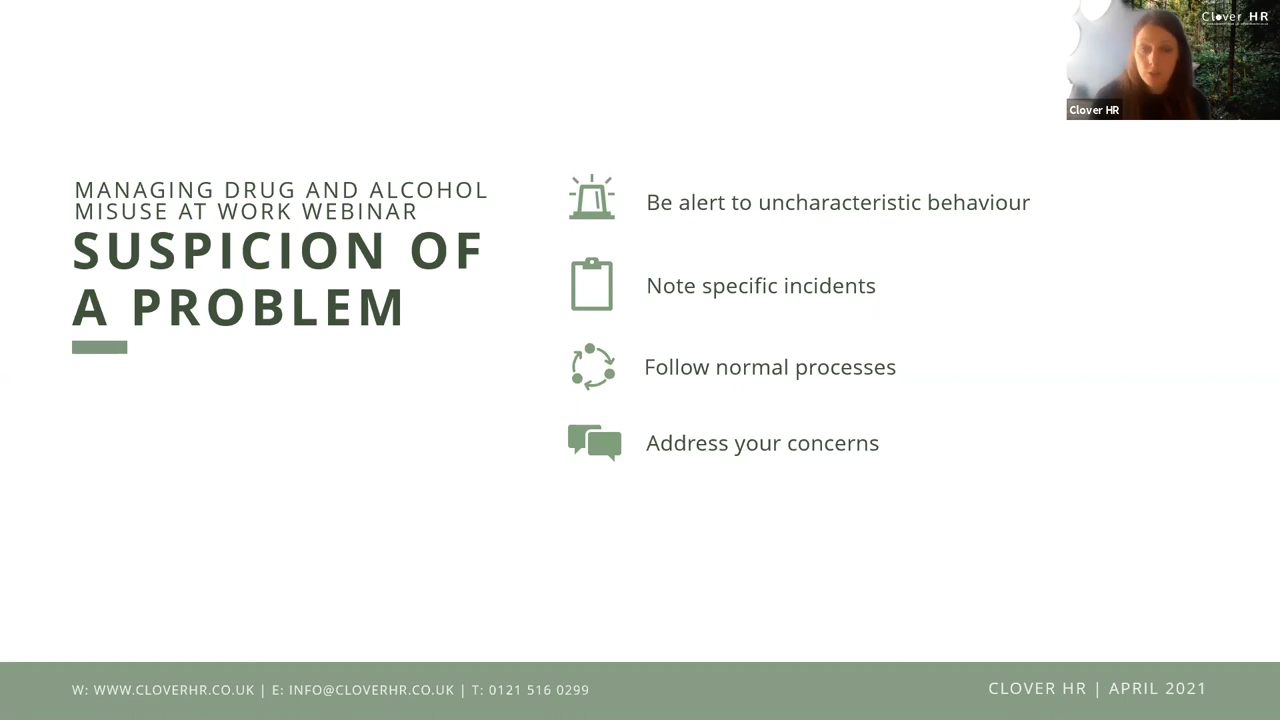 Clover HR
Clover HR
MANAGING DRUG AND ALCOHOL
MISUSE AT WORK WEBINAR
SUSPICION OF
A PROBLEM
Be alert to uncharacteristic behaviour
Note specific incidents
Follow normal processes
Address your concerns
W: WWW.CLOVERHR.CO.UK | E: INFO@CLOVERHR.CO.UK | T: 0121 516 0299
CLOVER HR | APRIL 2021